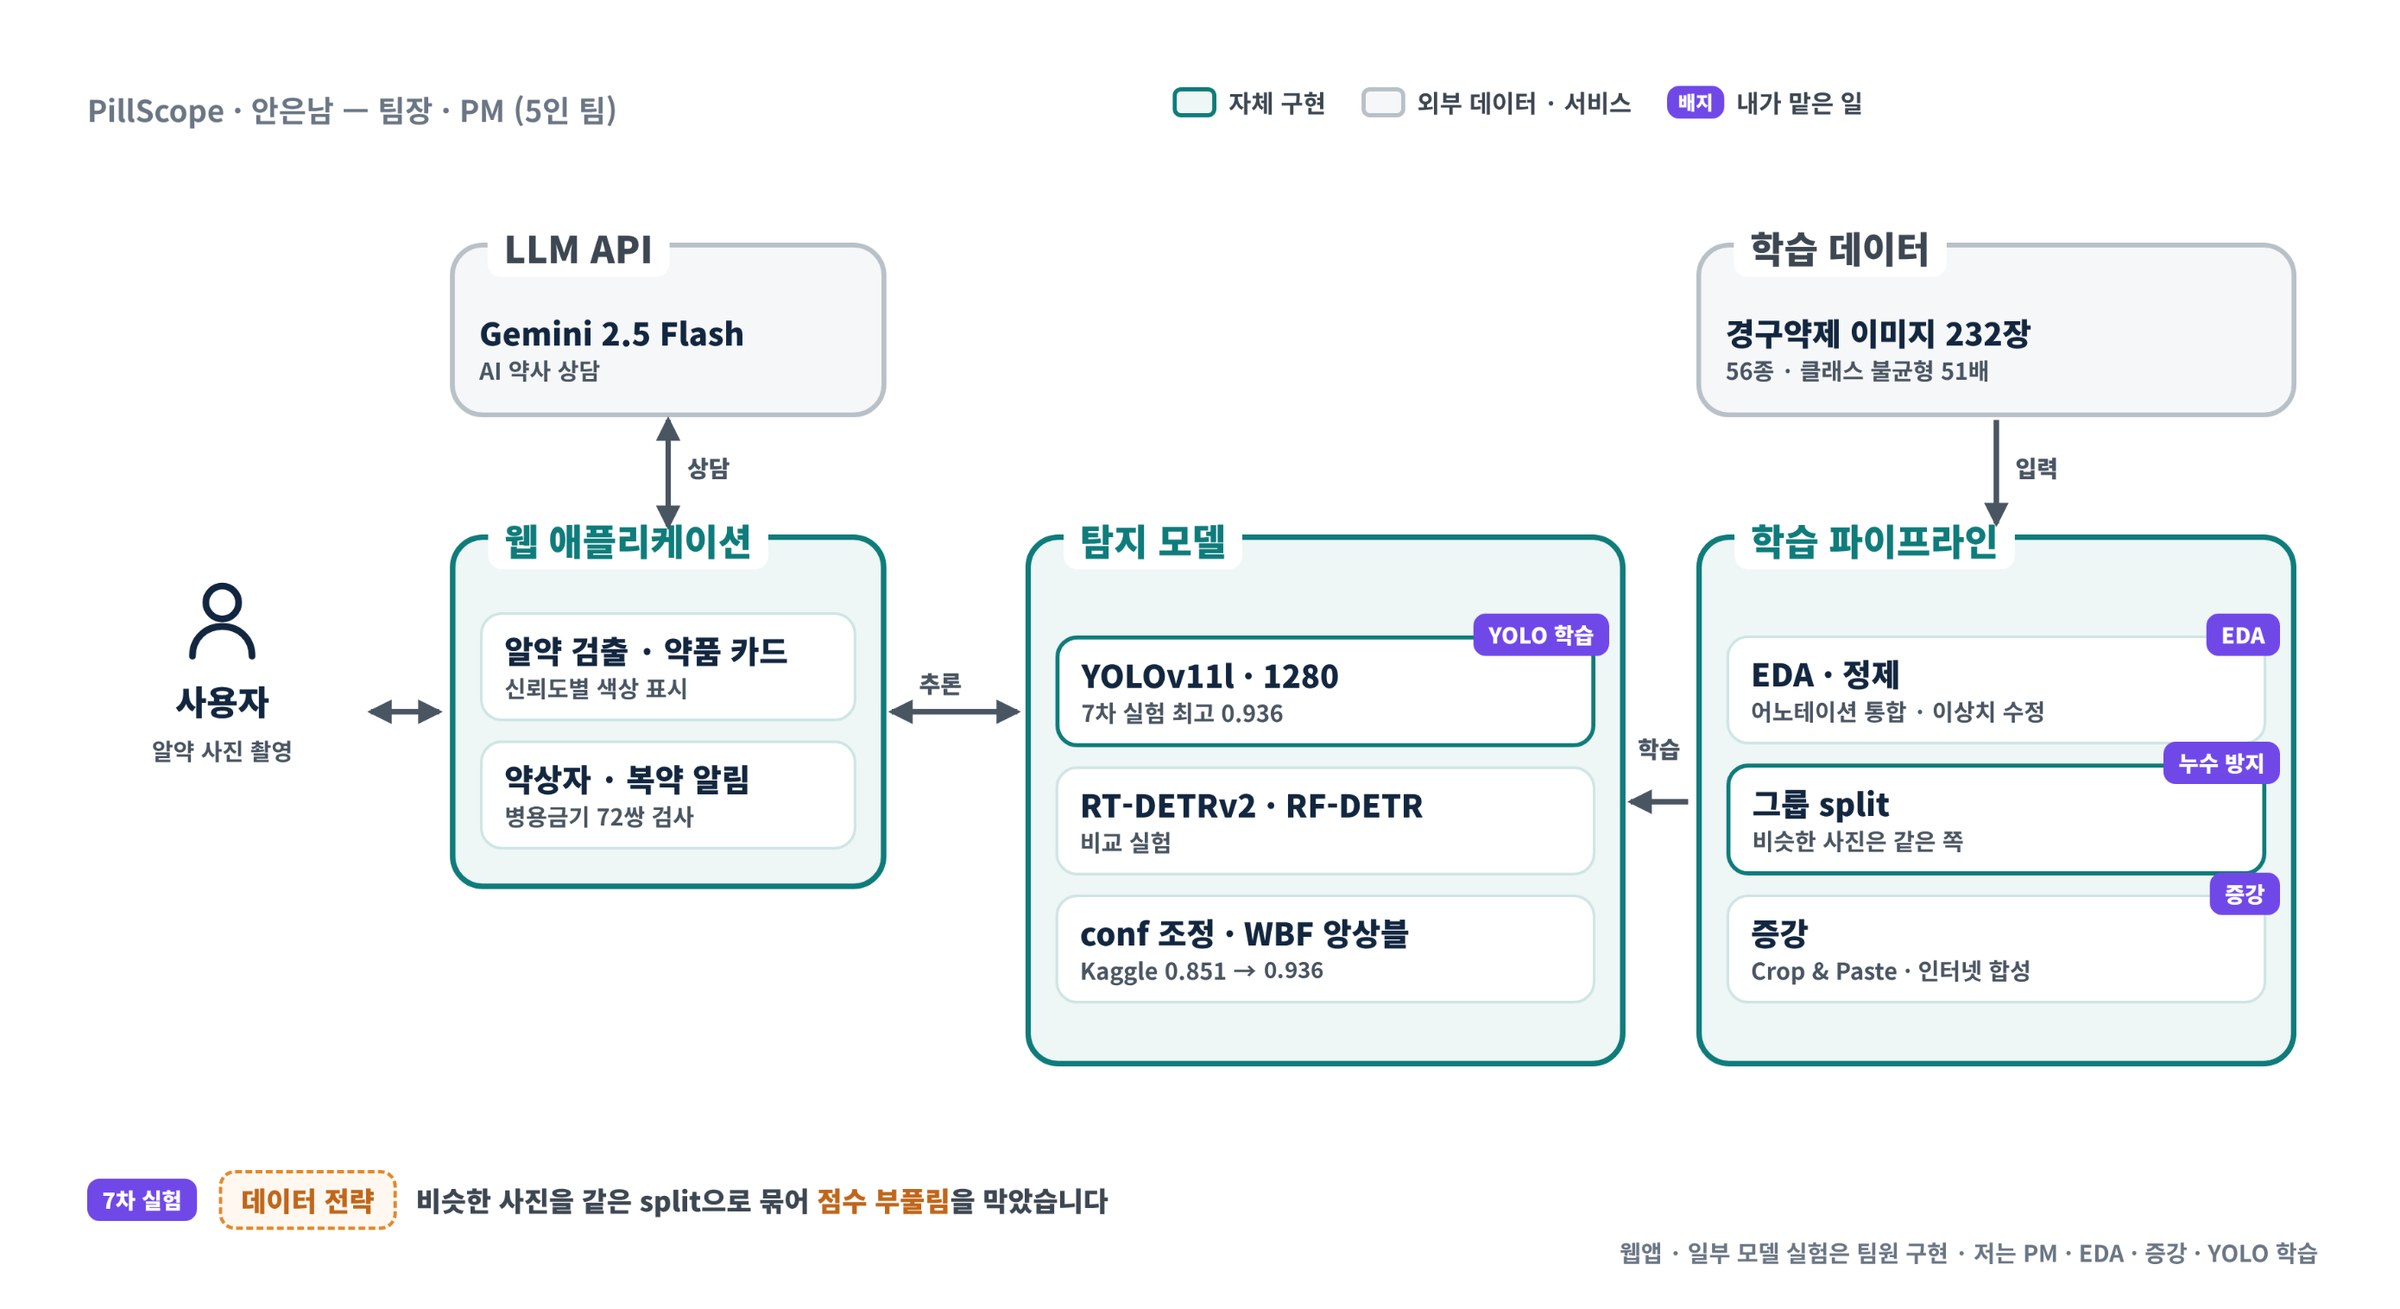 PillScope · 안은남 — 팀장 · PM (5인 팀)
자체 구현
외부 데이터 · 서비스
배지 내가 맡은 일
LLM API
Gemini 2.5 Flash
AI 약사 상담
학습 데이터
경구약제 이미지 232장
56종 · 클래스 불균형 51배
상담
입력
사용자
알약 사진 촬영
웹 애플리케이션
알약 검출 · 약품 카드
신뢰도별 색상 표시
약상자 · 복약 알림
병용금기 72쌍 검사
추론
탐지 모델
YOLO 학습
YOLOv11l · 1280
7차 실험 최고 0.936
RT-DETRv2 · RF-DETR
비교 실험
conf 조정 · WBF 앙상블
Kaggle 0.851 → 0.936
학습
학습 파이프라인
EDA
EDA · 정제
어노테이션 통합 · 이상치 수정
누수 방지
그룹 split
비슷한 사진은 같은 쪽
증강
증강
Crop & Paste · 인터넷 합성
7차 실험 데이터 전략 비슷한 사진을 같은 split으로 묶어 점수 부풀림을 막았습니다
웹앱 · 일부 모델 실험은 팀원 구현 · 저는 PM · EDA · 증강 · YOLO 학습